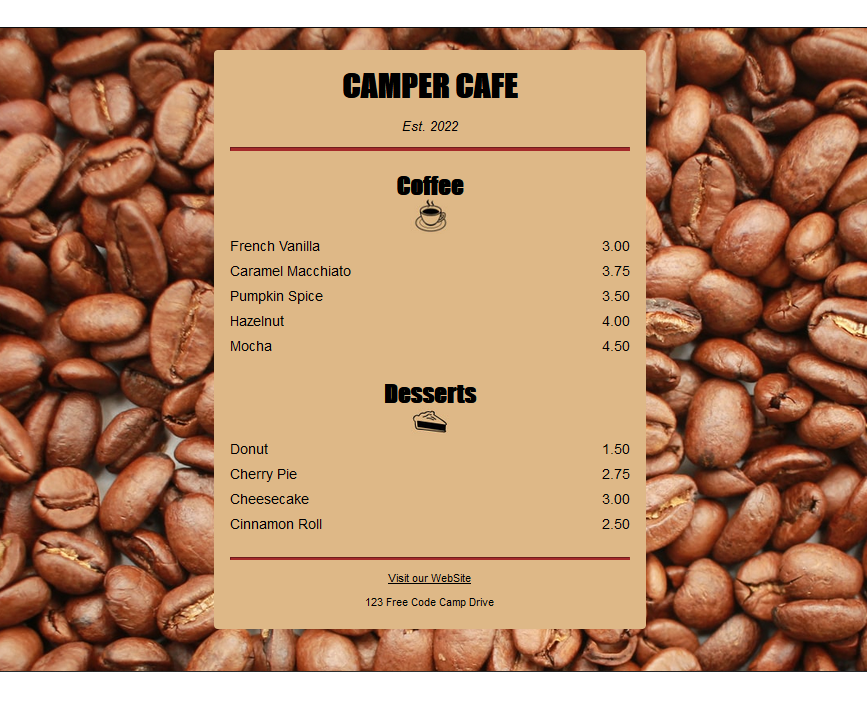 CAMPER CAFE
Est. 2022
Coffee
French Vanilla 3.00
Caramel Macchiato 3.75
Pumpkin Spice 3.50
Hazelnut 4.00
Mocha 4.50
Desserts
Donut 1.50
Cherry Pie 2.75
Cheesecake 3.00
Cinnamon Roll 2.50
Visit our WebSite
123 Free Code Camp Drive